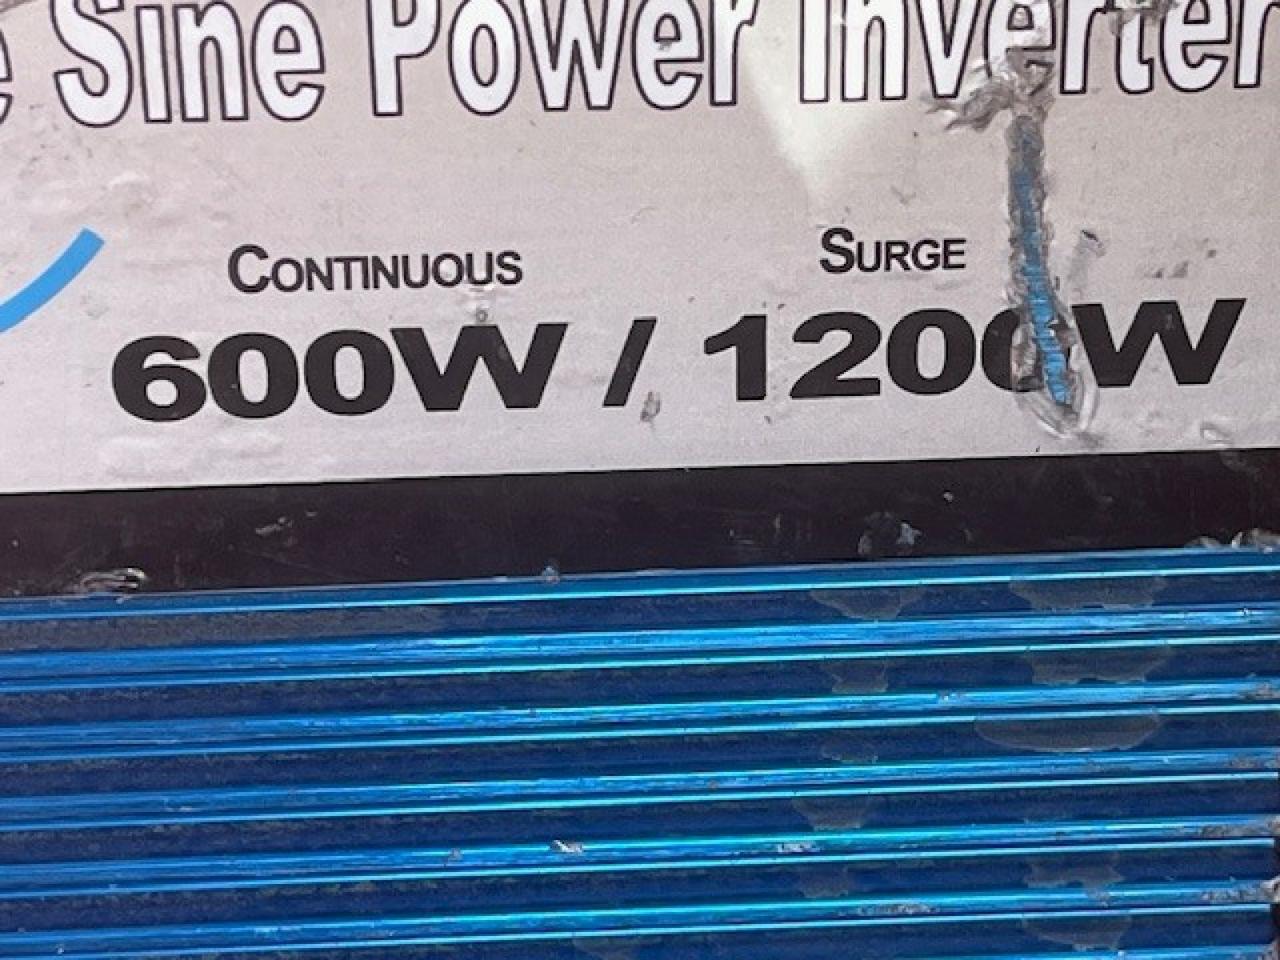 e Sine Power Inverter
Continuous Surge
600W / 1200W